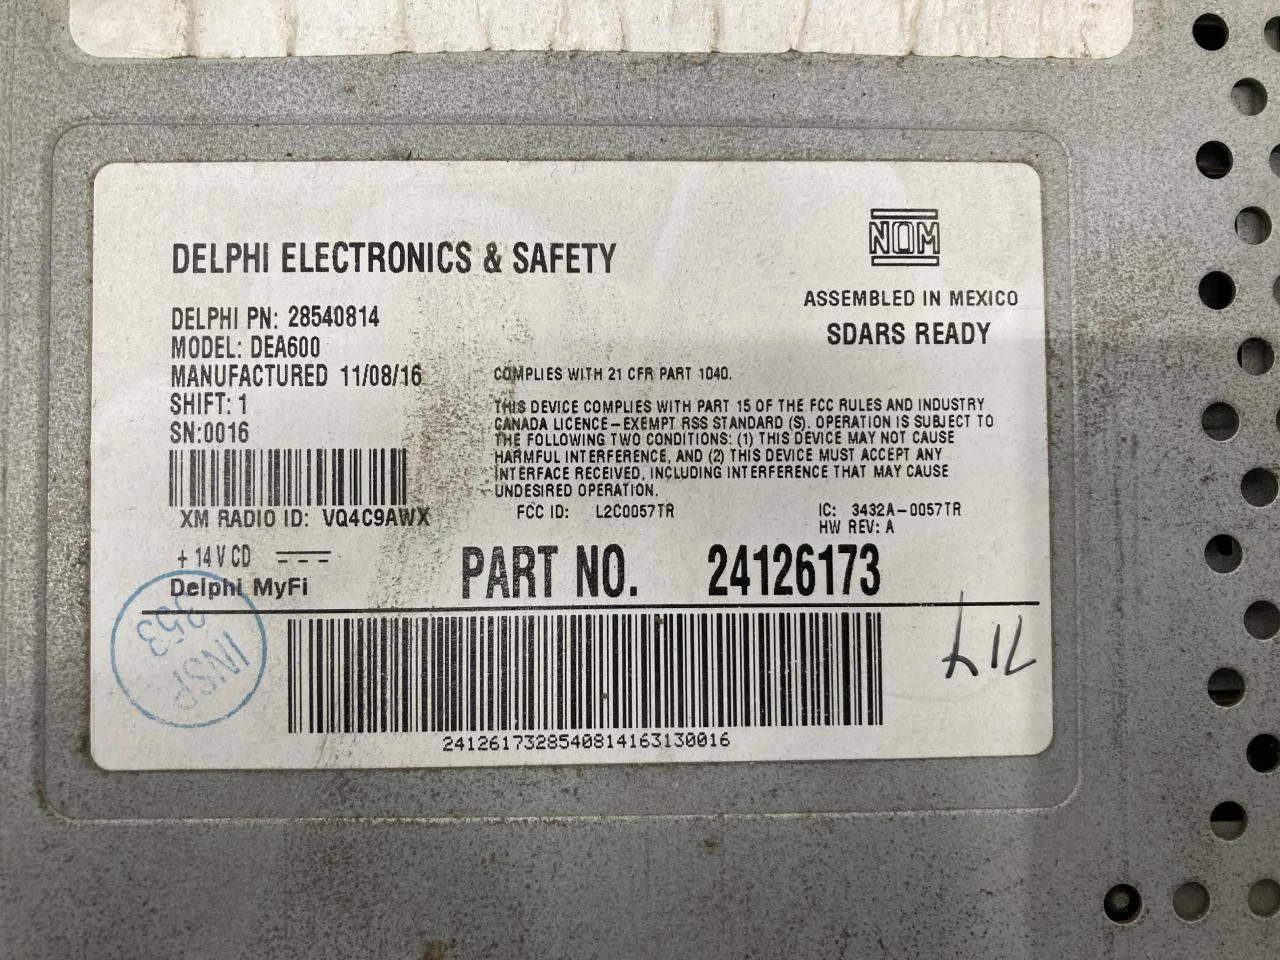 DELPHI ELECTRONICS & SAFETY
NOM
ASSEMBLED IN MEXICO
SDARS READY
DELPHI PN: 28540814
MODEL: DEA600
MANUFACTURED 11/08/16
SHIFT: 1
SN:0016
COMPLIES WITH 21 CFR PART 1040.
THIS DEVICE COMPLIES WITH PART 15 OF THE FCC RULES AND INDUSTRY
CANADA LICENCE-EXEMPT RSS STANDARD (S). OPERATION IS SUBJECT TO
THE FOLLOWING TWO CONDITIONS: (1) THIS DEVICE MAY NOT CAUSE
HARMFUL INTERFERENCE, AND (2) THIS DEVICE MUST ACCEPT ANY
INTERFACE RECEIVED, INCLUDING INTERFERENCE THAT MAY CAUSE
UNDESIRED OPERATION.
XM RADIO ID: VQ4C9AWX
FCC ID: L2C0057TR
IC: 3432A-0057TR
HW REV: A
+ 14 V CD
Delphi MyFi
PART NO. 24126173
INSP
353
2412617328540814163130016